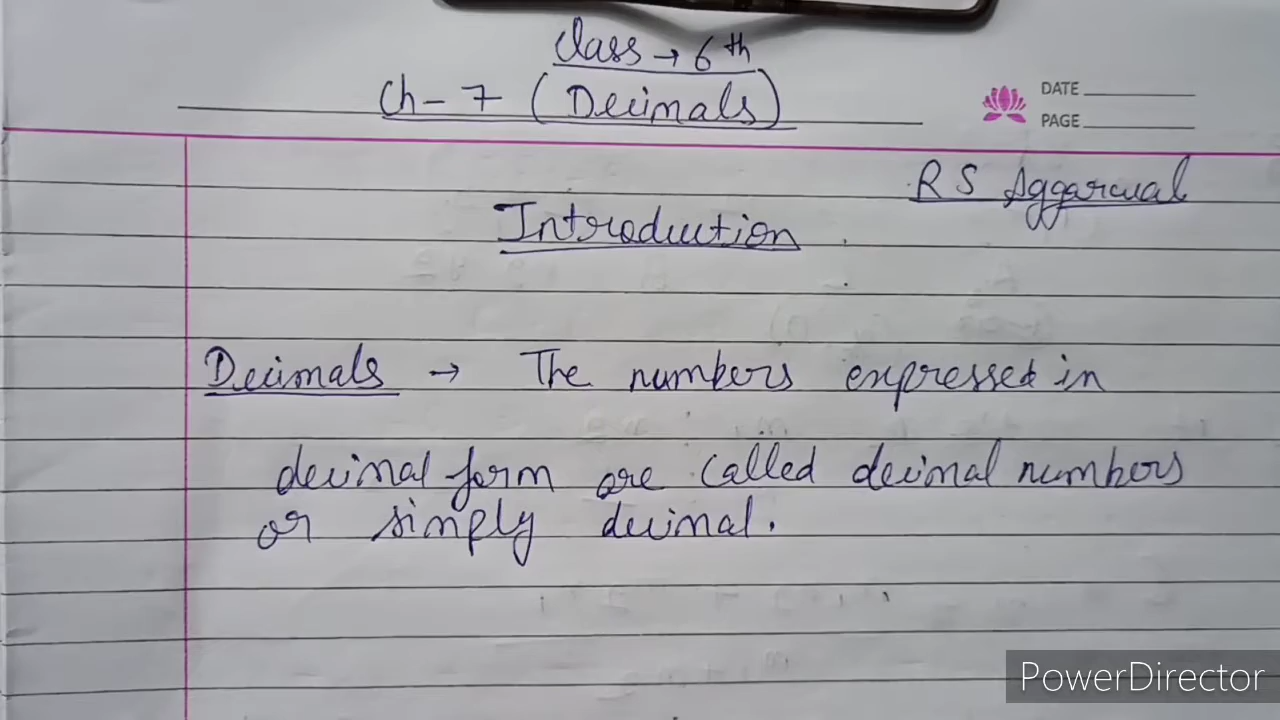 Class → 6th
Ch - 7 (Decimals)
DATE
PAGE
R S Aggarwal
Introduction
Decimals → The numbers expressed in
decimal form are called decimal numbers
or simply decimal.
PowerDirector